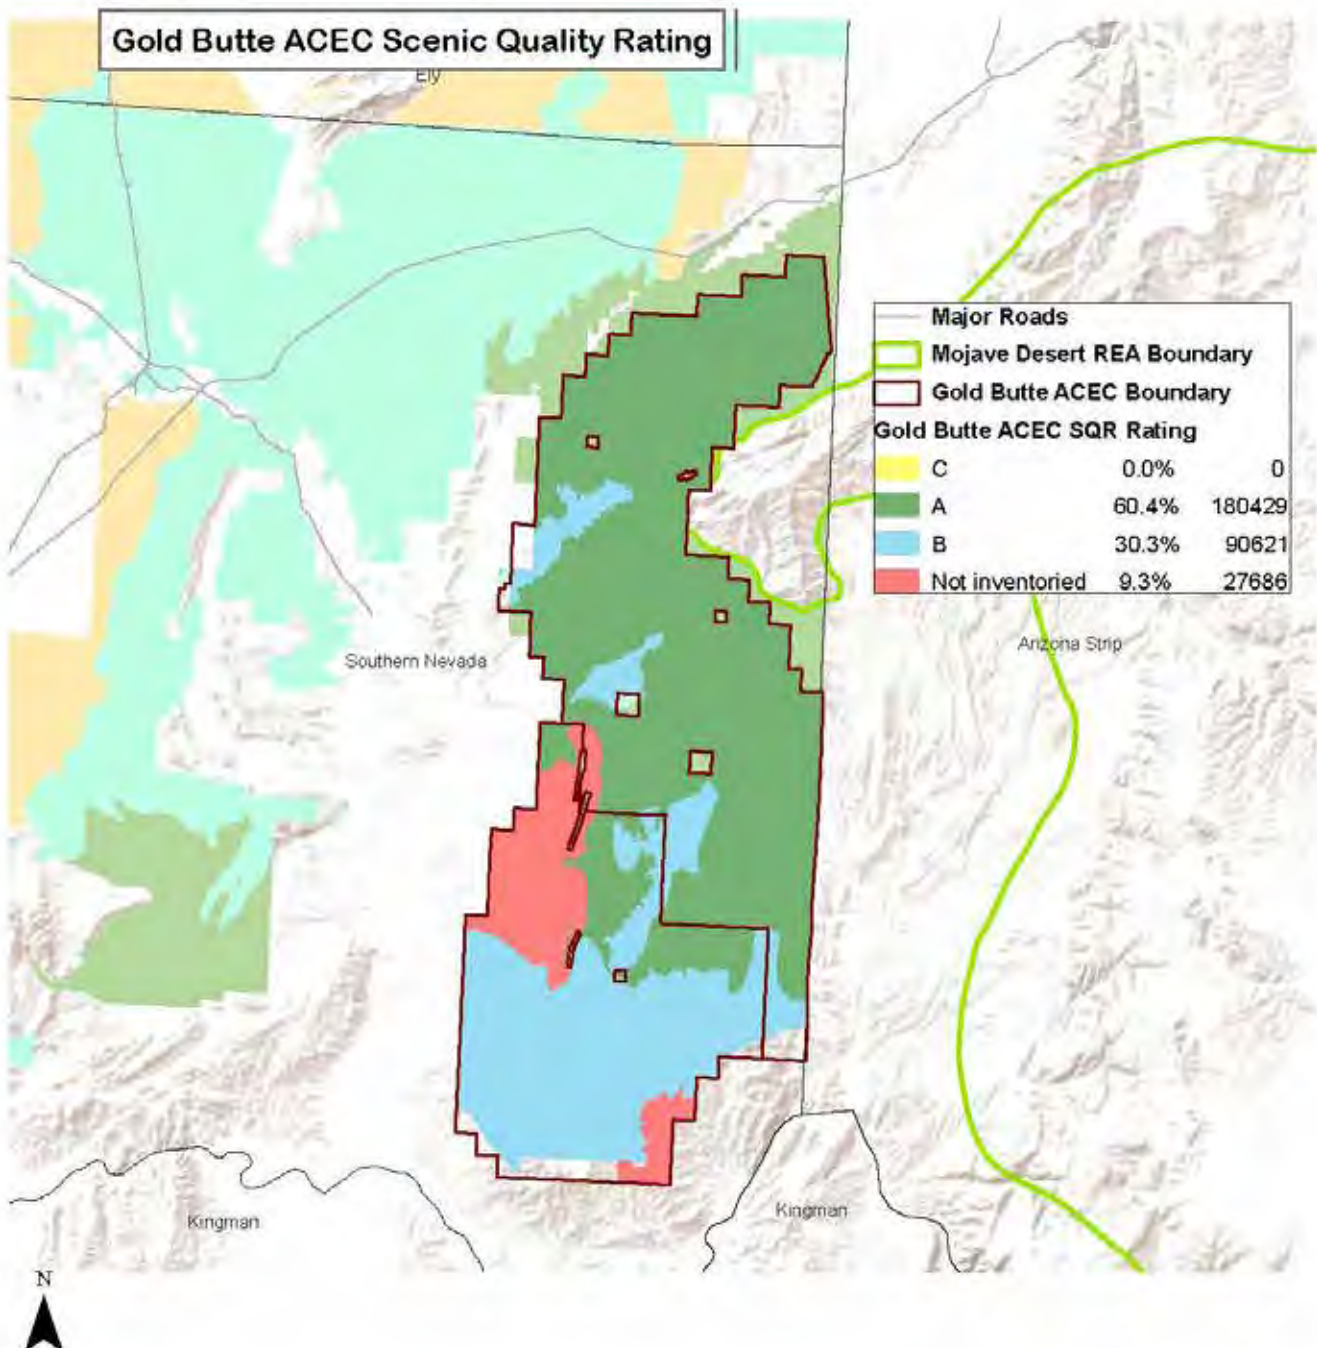 Gold Butte ACEC Scenic Quality Rating
Ely
Major Roads
Mojave Desert REA Boundary
Gold Butte ACEC Boundary
Gold Butte ACEC SQR Rating
C 0.0% 0
A 60.4% 180429
B 30.3% 90621
Not inventoried 9.3% 27686
Arizona Strip
Southern Nevada
Kingman
Kingman
N